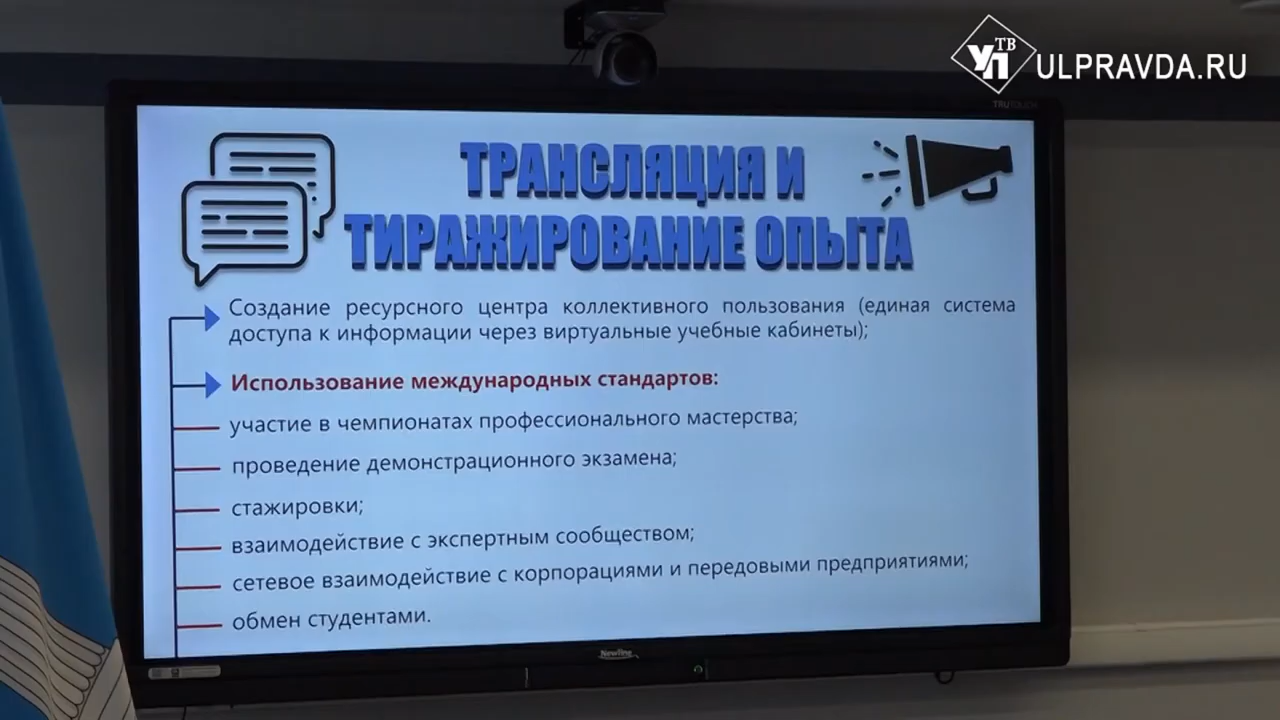 УП ТВ ULPRAVDA.RU
TRUTOUCH
ТРАНСЛЯЦИЯ И
ТИРАЖИРОВАНИЕ ОПЫТА
Создание ресурсного центра коллективного пользования (единая система
доступа к информации через виртуальные учебные кабинеты);
Использование международных стандартов:
участие в чемпионатах профессионального мастерства;
проведение демонстрационного экзамена;
стажировки;
взаимодействие с экспертным сообществом;
сетевое взаимодействие с корпорациями и передовыми предприятиями;
обмен студентами.
Newline